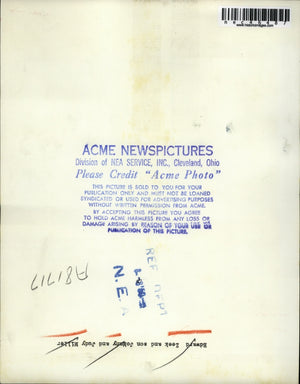 ACME NEWSPICTURES
Division of NEA SERVICE, INC., Cleveland, Ohio
Please Credit "Acme Photo"
THIS PICTURE IS SOLD TO YOU FOR YOUR
PUBLICATION ONLY AND MUST NOT BE LOANED
SYNDICATED OR USED FOR ADVERTISING PURPOSES
WITHOUT WRITTEN PERMISSION FROM ACME.
BY ACCEPTING THIS PICTURE YOU AGREE
TO HOLD ACME HARMLESS FROM ANY LOSS OR
DAMAGE ARISING BY REASON OF YOUR USE OR
PUBLICATION OF THIS PICTURE.
N.E.A
REF. DEPT
and son Johnny and Judy Miller